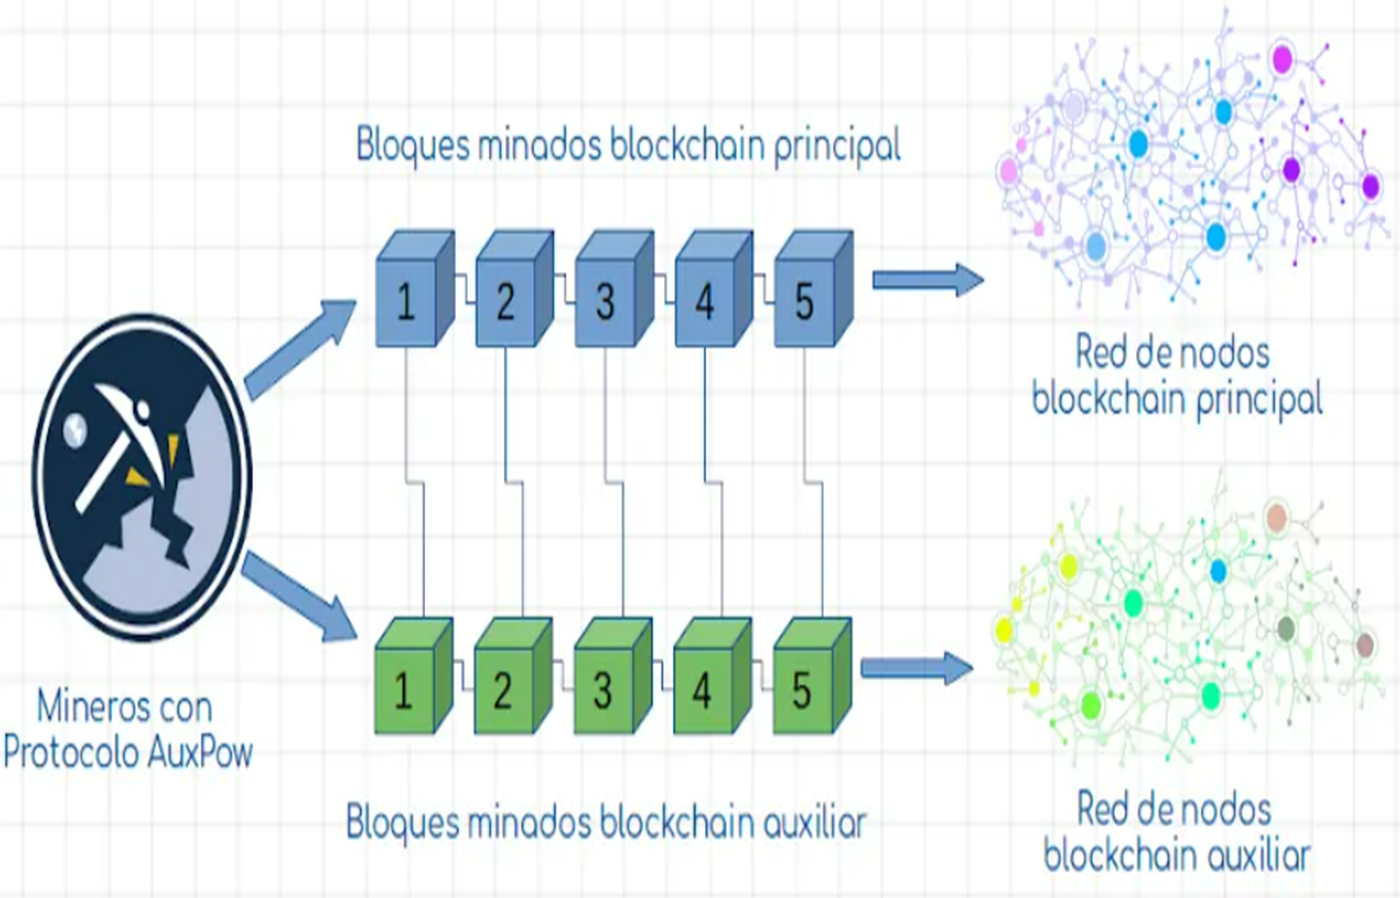 Bloques minados blockchain principal
1 2 3 4 5
Red de nodos
blockchain principal
Mineros con
Protocolo AuxPow
1 2 3 4 5
Bloques minados blockchain auxiliar
Red de nodos
blockchain auxiliar